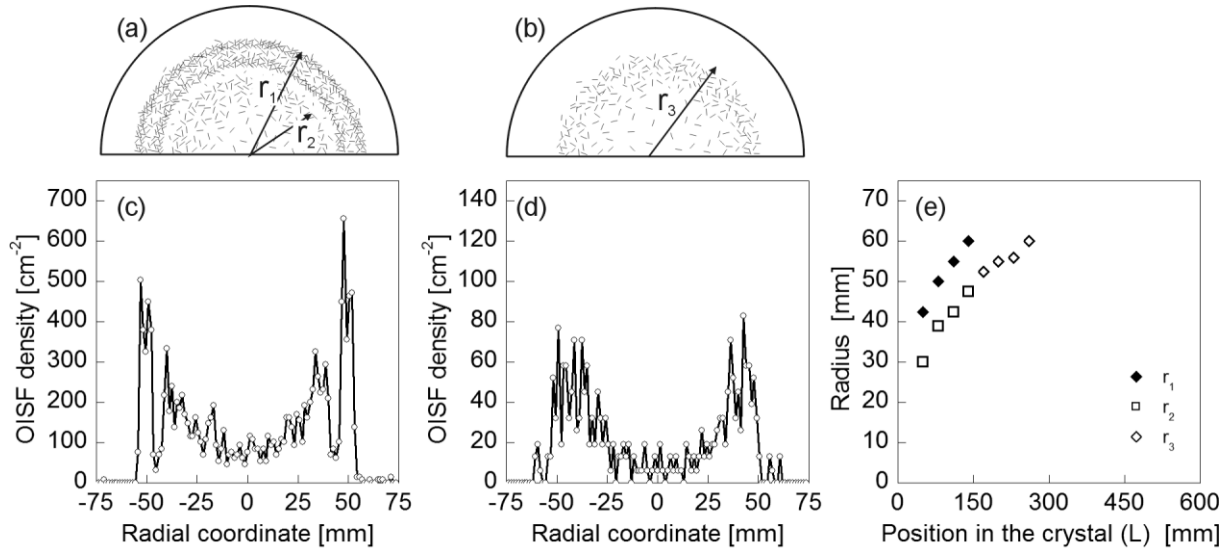 (a)
r1
r2
(b)
r3
(c)
700
600
500
400
300
200
100
0
OISF density [cm-2]
-75 -50 -25 0 25 50 75
Radial coordinate [mm]
(d)
140
120
100
80
60
40
20
0
OISF density [cm-2]
-75 -50 -25 0 25 50 75
Radial coordinate [mm]
(e)
70
60
50
40
30
20
10
0
Radius [mm]
r1
r2
r3
0 150 300 450 600
Position in the crystal (L) [mm]